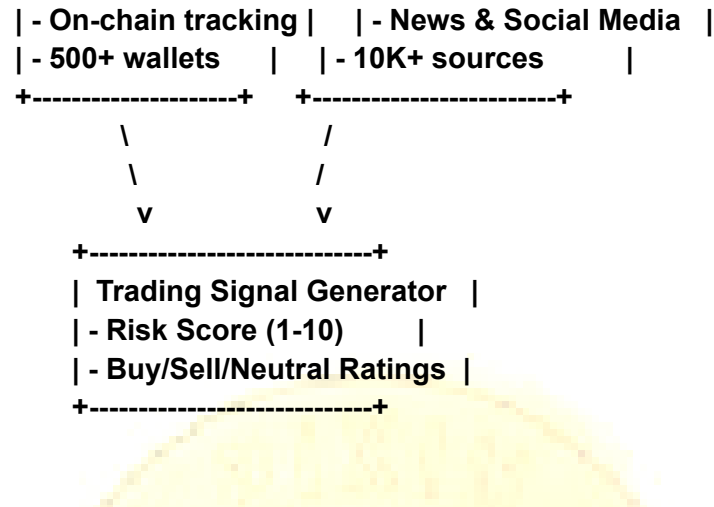 | - On-chain tracking | | - News & Social Media |
| - 500+ wallets | | - 10K+ sources |
+---------------------+ +-------------------------+
\ /
\ /
v v
+-----------------------------+
| Trading Signal Generator |
| - Risk Score (1-10) |
| - Buy/Sell/Neutral Ratings |
+-----------------------------+